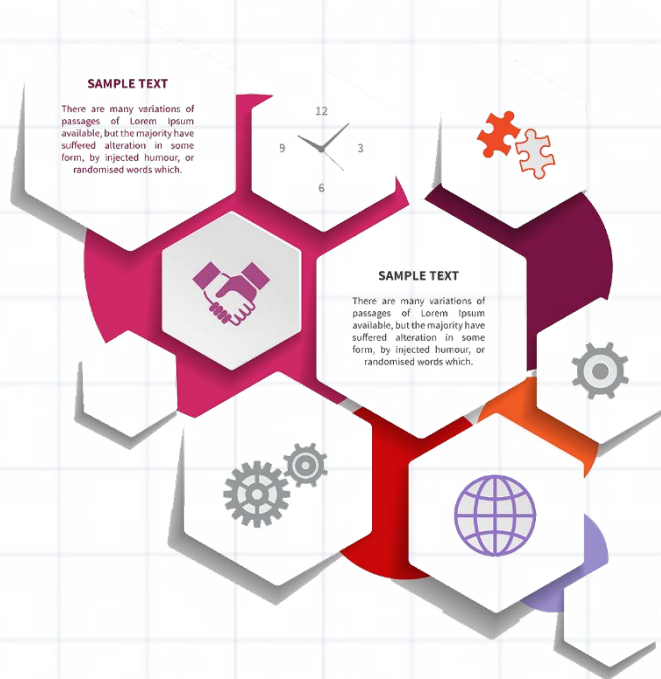 SAMPLE TEXT
There are many variations of
passages of Lorem Ipsum
available, but the majority have
suffered alteration in some
form, by injected humour, or
randomised words which.
12
9
3
6
SAMPLE TEXT
There are many variations of
passages of Lorem Ipsum
available, but the majority have
suffered alteration in some
form, by injected humour, or
randomised words which.